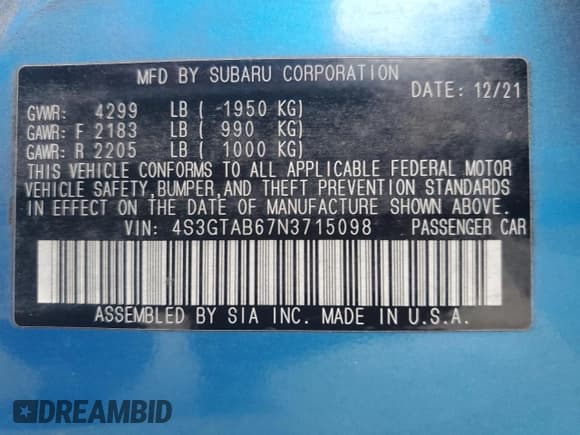 MFD BY SUBARU CORPORATION
DATE: 12/21
GVWR: 4299 LB ( 1950 KG)
GAWR: F 2183 LB ( 990 KG)
GAWR: R 2205 LB ( 1000 KG)
THIS VEHICLE CONFORMS TO ALL APPLICABLE FEDERAL MOTOR
VEHICLE SAFETY,BUMPER,AND THEFT PREVENTION STANDARDS
IN EFFECT ON THE DATE OF MANUFACTURE SHOWN ABOVE.
VIN: 4S3GTAB67N3715098 PASSENGER CAR
ASSEMBLED BY SIA INC. MADE IN U.S.A.
DREAMBID